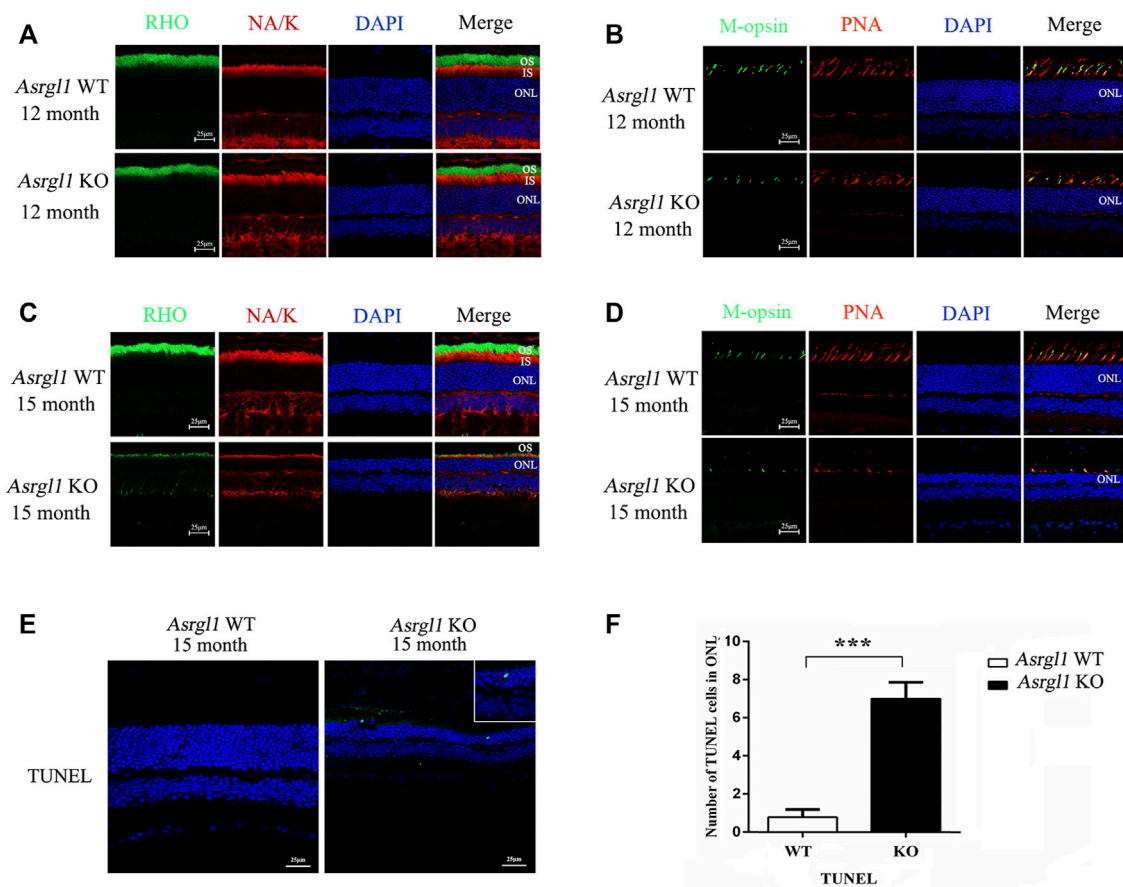 A
RHO NA/K DAPI Merge
Asrgl1 WT
12 month
OS
IS
ONL
25μm
Asrgl1 KO
12 month
OS
IS
ONL
25μm
B
M-opsin PNA DAPI Merge
Asrgl1 WT
12 month
ONL
25μm
Asrgl1 KO
12 month
ONL
25μm
C
RHO NA/K DAPI Merge
Asrgl1 WT
15 month
OS
IS
ONL
25μm
Asrgl1 KO
15 month
OS
ONL
25μm
D
M-opsin PNA DAPI Merge
Asrgl1 WT
15 month
ONL
25μm
Asrgl1 KO
15 month
ONL
25μm
E
Asrgl1 WT
15 month
Asrgl1 KO
15 month
TUNEL
25μm
25μm
F
Number of TUNEL cells in ONL
10
8
6
4
2
0
***
Asrgl1 WT
Asrgl1 KO
WT KO
TUNEL